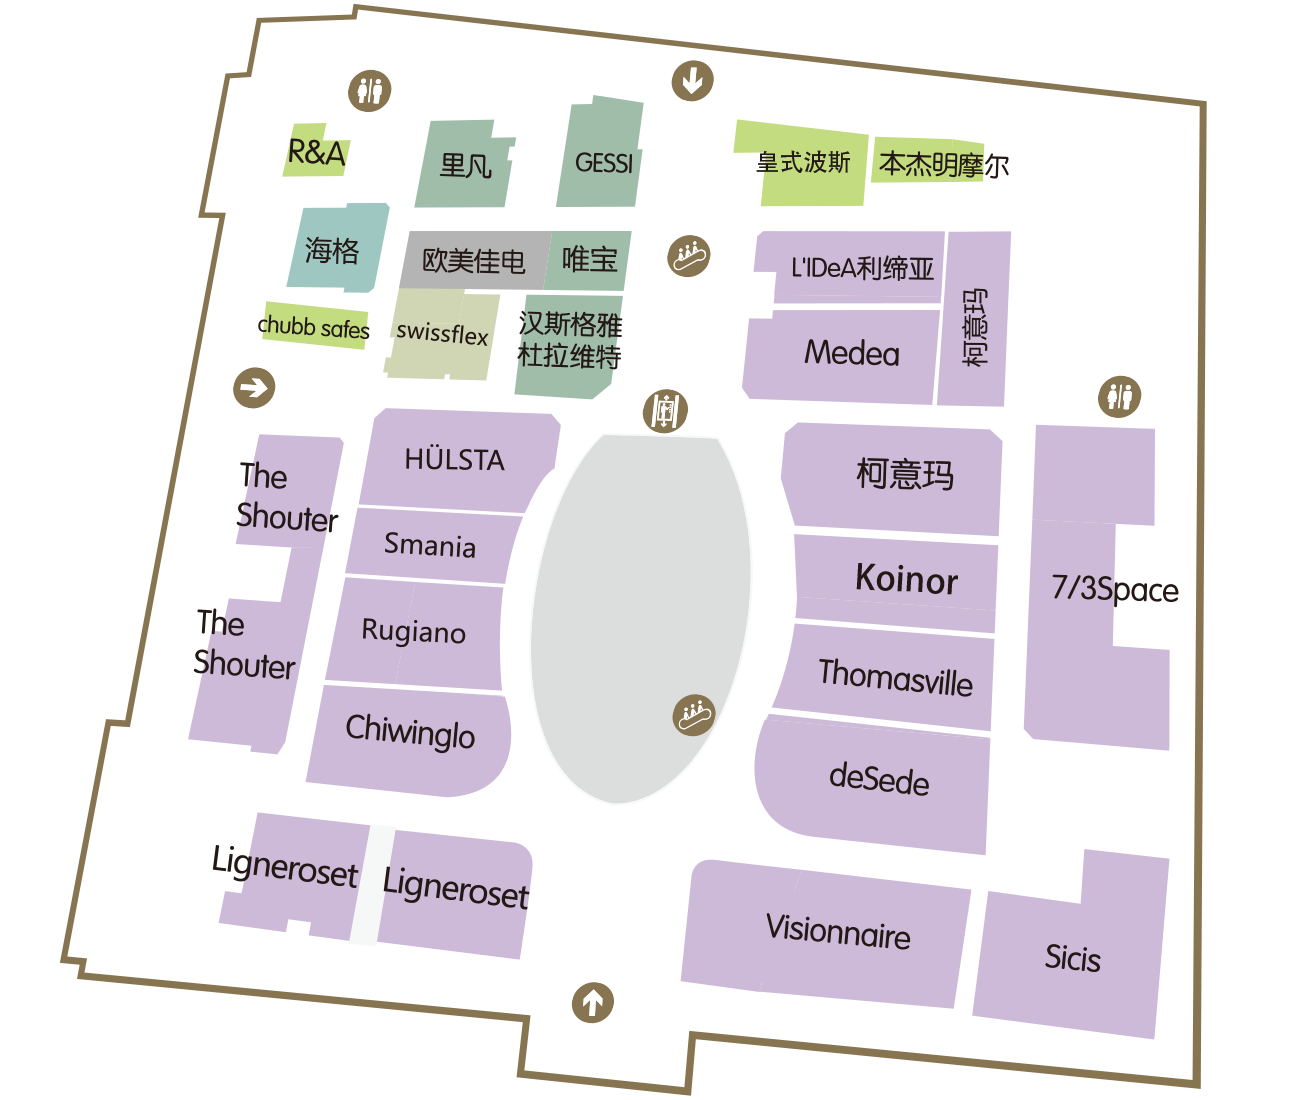 R&A
里凡
GESSI
皇式波斯
本杰明摩尔
海格
欧美佳电
唯宝
L'IDeA利缔亚
柯意玛
chubb safes
swissflex
汉斯格雅
杜拉维特
Medea
HÜLSTA
柯意玛
The
Shouter
Smania
Koinor
7/3Space
The
Shouter
Rugiano
Thomasville
Chiwinglo
deSede
Ligneroset
Ligneroset
Visionnaire
Sicis